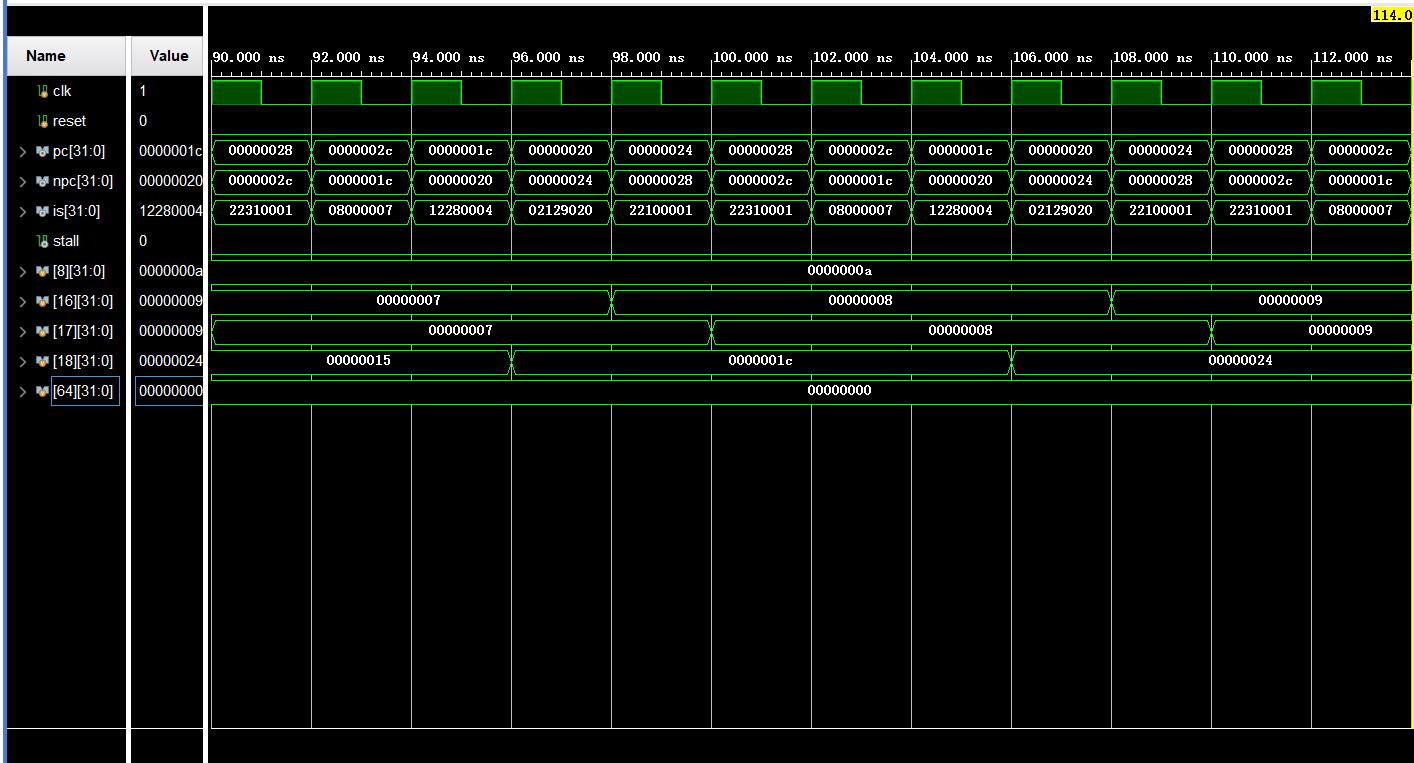 114.0
Name Value 90.000 ns 92.000 ns 94.000 ns 96.000 ns 98.000 ns 100.000 ns 102.000 ns 104.000 ns 106.000 ns 108.000 ns 110.000 ns 112.000 ns
clk 1
reset 0
pc[31:0] 0000001c 00000028 0000002c 0000001c 00000020 00000024 00000028 0000002c 0000001c 00000020 00000024 00000028 0000002c
npc[31:0] 00000020 0000002c 0000001c 00000020 00000024 00000028 0000002c 0000001c 00000020 00000024 00000028 0000002c 0000001c
is[31:0] 12280004 22310001 08000007 12280004 02129020 22100001 22310001 08000007 12280004 02129020 22100001 22310001 08000007
stall 0
[8][31:0] 0000000a 0000000a
[16][31:0] 00000009 00000007 00000008 00000009
[17][31:0] 00000009 00000007 00000008 00000009
[18][31:0] 00000024 00000015 0000001c 00000024
[64][31:0] 00000000 00000000